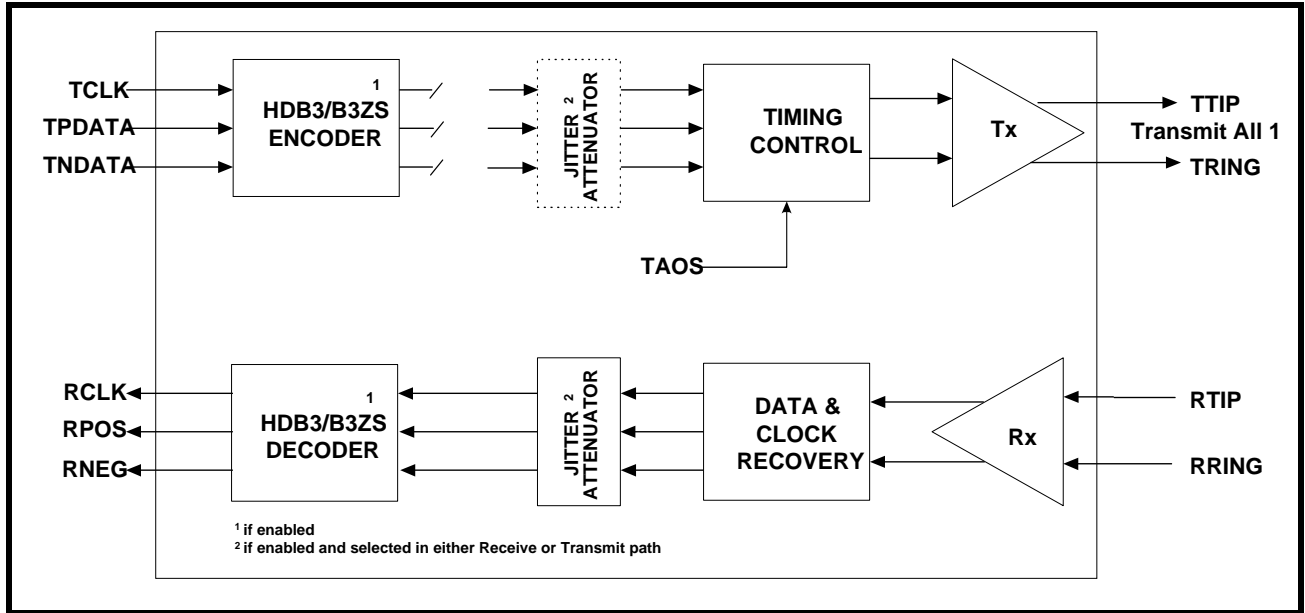 TCLK
TPDATA
TNDATA
1
HDB3/B3ZS
ENCODER
JITTER 2
ATTENUATOR
TIMING
CONTROL
Tx
TTIP
Transmit All 1
TRING
TAOS
RCLK
RPOS
RNEG
1
HDB3/B3ZS
DECODER
JITTER 2
ATTENUATOR
DATA &
CLOCK
RECOVERY
Rx
RTIP
RRING
1 if enabled
2 if enabled and selected in either Receive or Transmit path